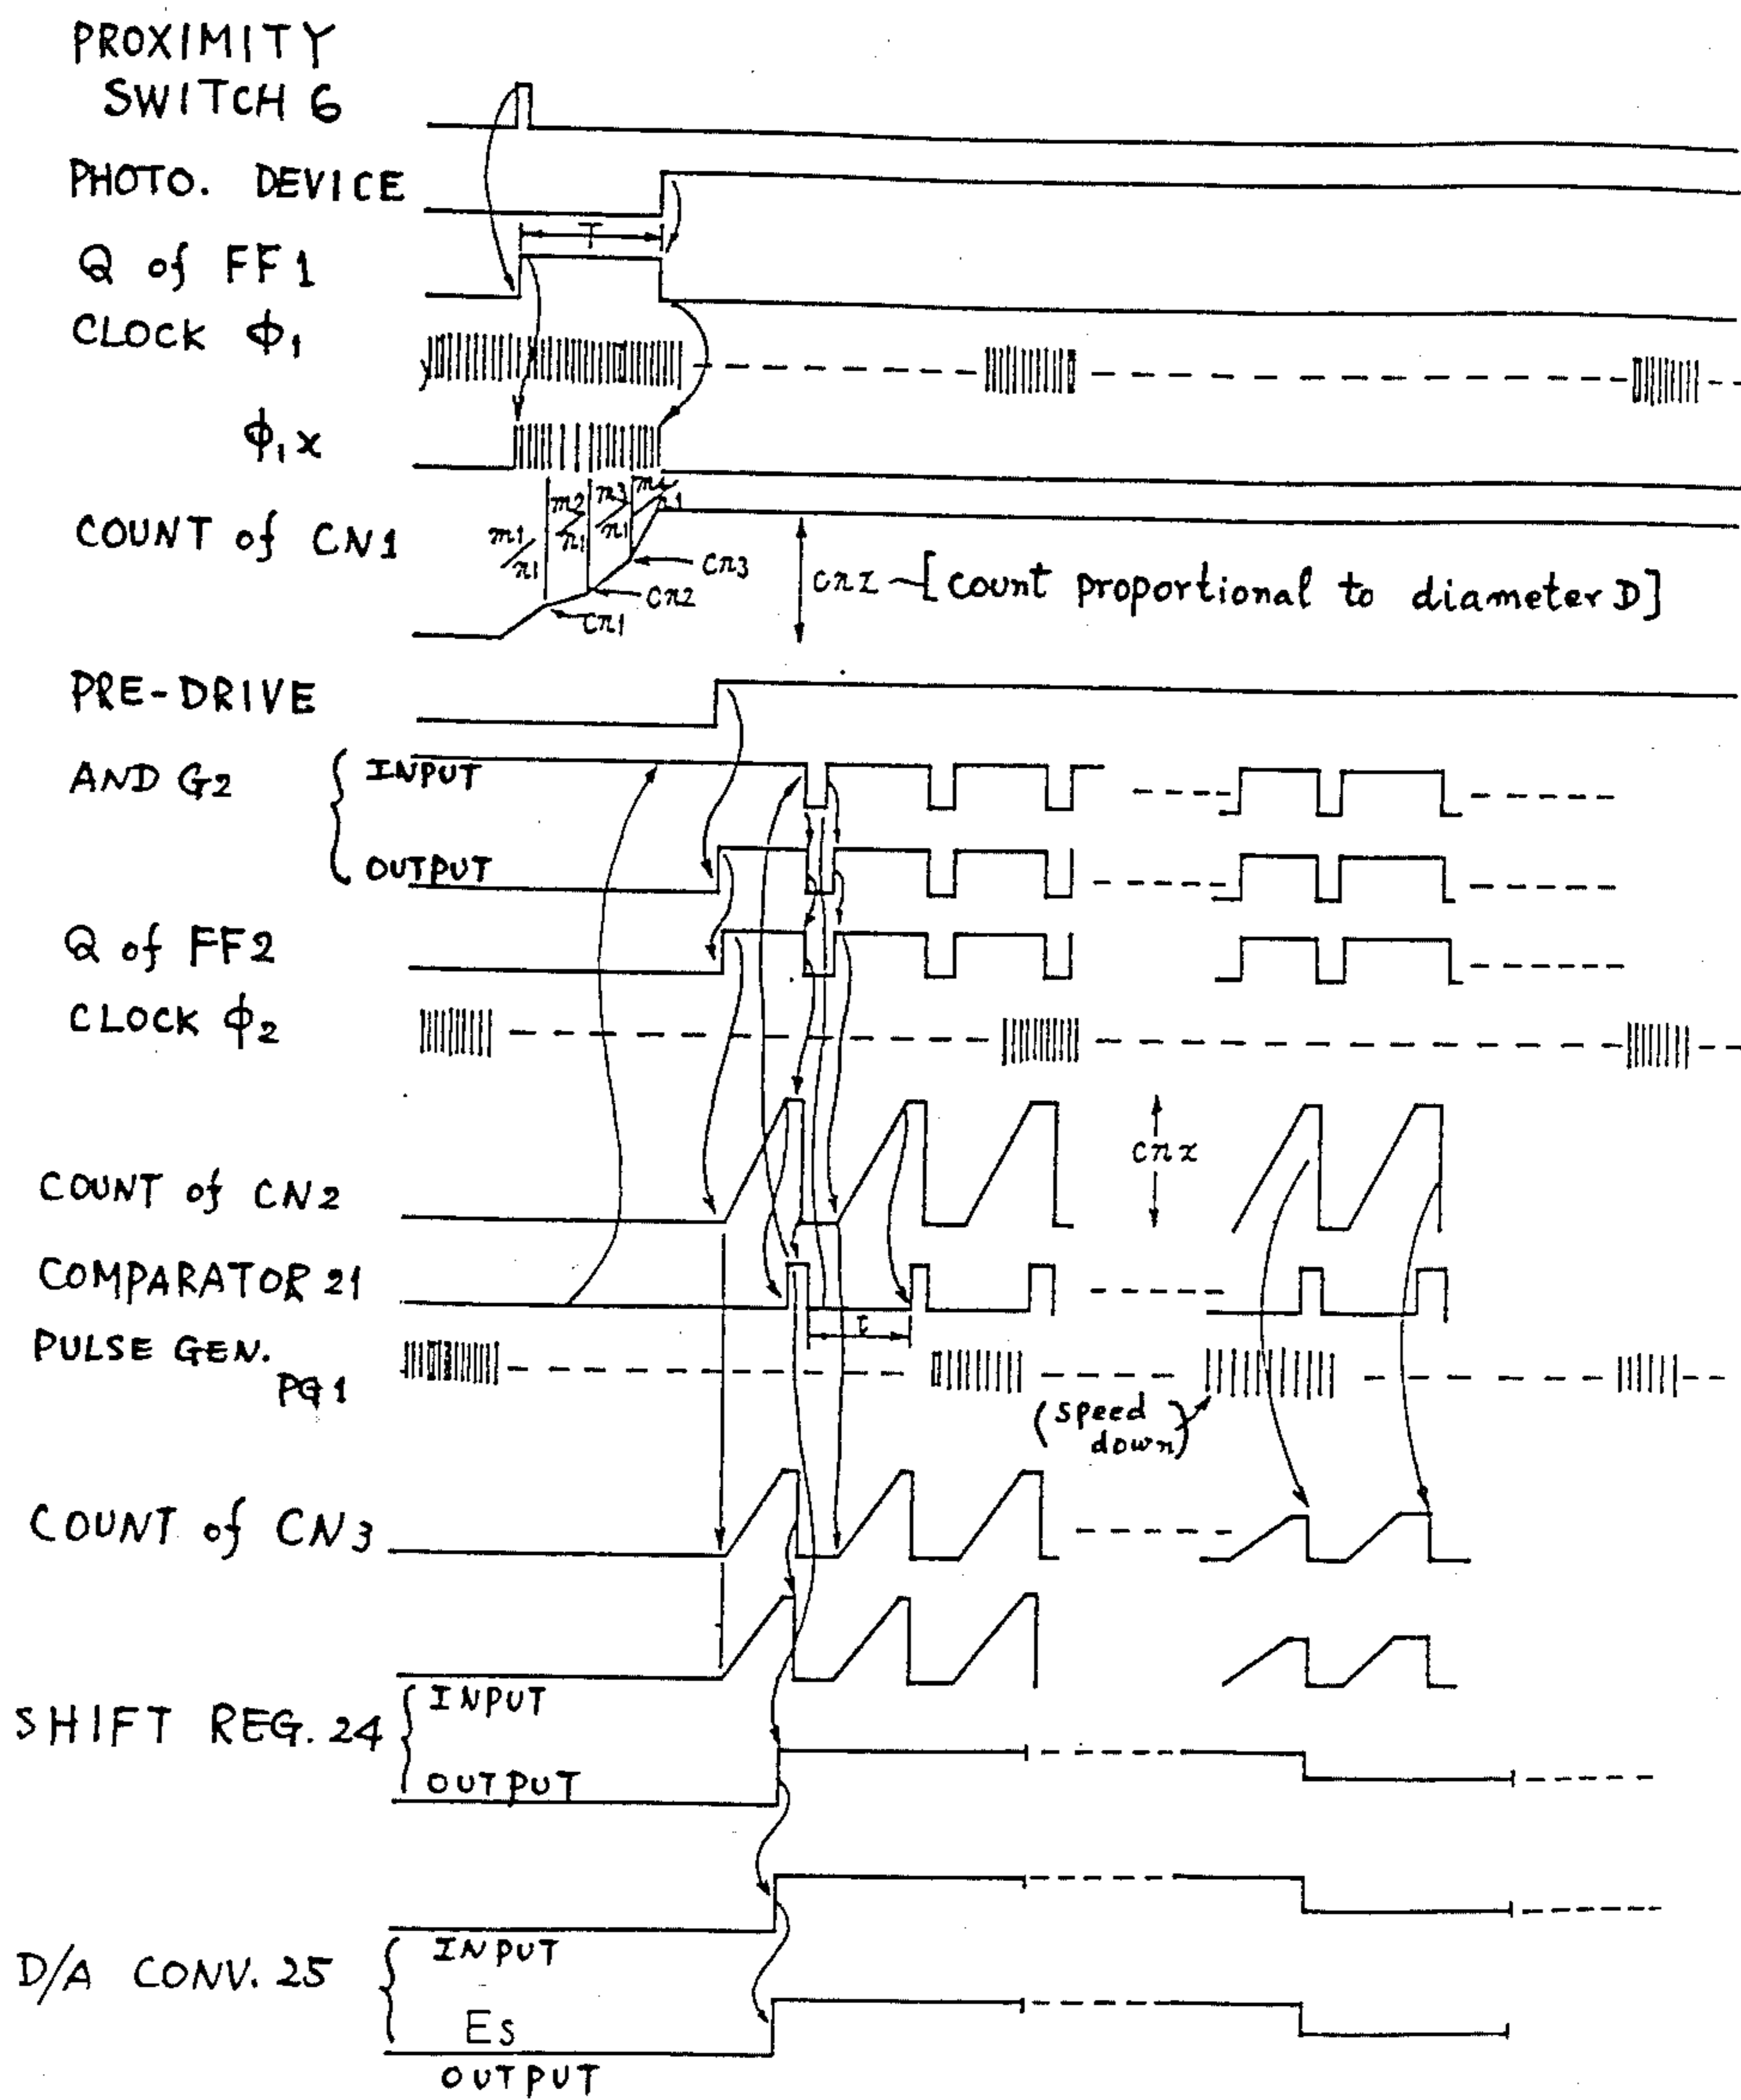 PROXIMITY
SWITCH 6
PHOTO. DEVICE
T
Q of FF1
CLOCK ϕ1
ϕ1x
m1/n1 m2/n1 m3/n1
COUNT of CN1
cn3
cn2
cn1
cnx [count proportional to diameter D]
PRE-DRIVE
AND G2
INPUT
OUTPUT
Q of FF2
CLOCK ϕ2
cnx
COUNT of CN2
COMPARATOR 21
t
PULSE GEN.
PG1
(speed
down)
COUNT of CN3
SHIFT REG. 24
INPUT
OUTPUT
D/A CONV. 25
INPUT
Es
OUTPUT